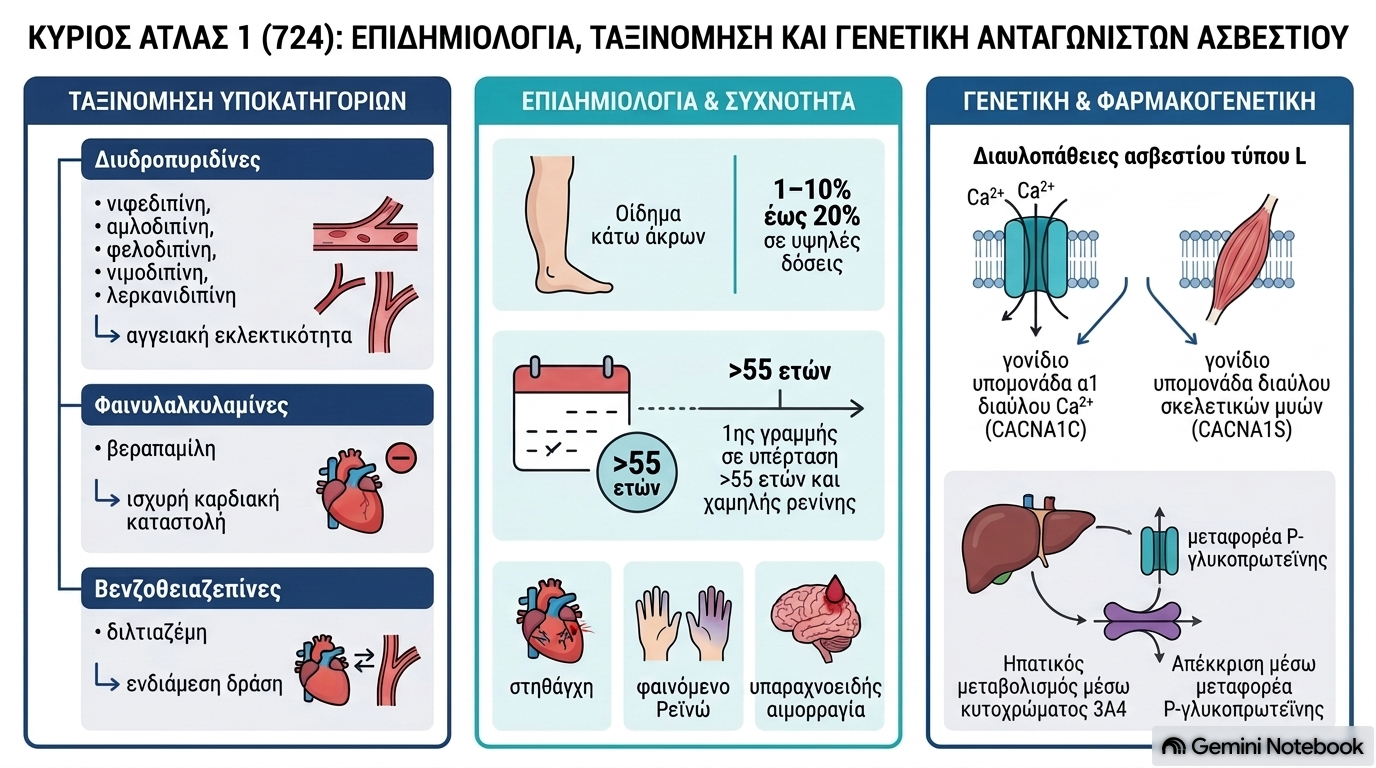 ΚΥΡΙΟΣ ΑΤΛΑΣ 1 (724): ΕΠΙΔΗΜΙΟΛΟΓΙΑ, ΤΑΞΙΝΟΜΗΣΗ ΚΑΙ ΓΕΝΕΤΙΚΗ ΑΝΤΑΓΩΝΙΣΤΩΝ ΑΣΒΕΣΤΙΟΥ
ΤΑΞΙΝΟΜΗΣΗ ΥΠΟΚΑΤΗΓΟΡΙΩΝ
Διυδροπυριδίνες
• νιφεδιπίνη,
• αμλοδιπίνη,
• φελοδιπίνη,
• νιμοδιπίνη,
• λερκανιδιπίνη
αγγειακή εκλεκτικότητα
Φαινυλαλκυλαμίνες
• βεραπαμίλη
ισχυρή καρδιακή
καταστολή
Βενζοθειαζεπίνες
• διλτιαζέμη
ενδιάμεση δράση
ΕΠΙΔΗΜΙΟΛΟΓΙΑ & ΣΥΧΝΟΤΗΤΑ
Οίδημα
κάτω άκρων
1–10%
έως 20%
σε υψηλές
δόσεις
>55
ετών
>55 ετών
1ης γραμμής
σε υπέρταση
>55 ετών και
χαμηλής ρενίνης
στηθάγχη
φαινόμενο
Ρεϊνώ
υπαραχνοειδής
αιμορραγία
ΓΕΝΕΤΙΚΗ & ΦΑΡΜΑΚΟΓΕΝΕΤΙΚΗ
Διαυλοπάθειες ασβεστίου τύπου L
Ca²⁺ Ca²⁺
γονίδιο
υπομονάδα α1
διαύλου Ca²⁺
(CACNA1C)
γονίδιο
υπομονάδα διαύλου
σκελετικών μυών
(CACNA1S)
μεταφορέα P-
γλυκοπρωτεϊνης
Ηπατικός
μεταβολισμός μέσω
κυτοχρώματος 3A4
Απέκκριση μέσω
μεταφορέα
P-γλυκοπρωτεϊνης
Gemini Notebook